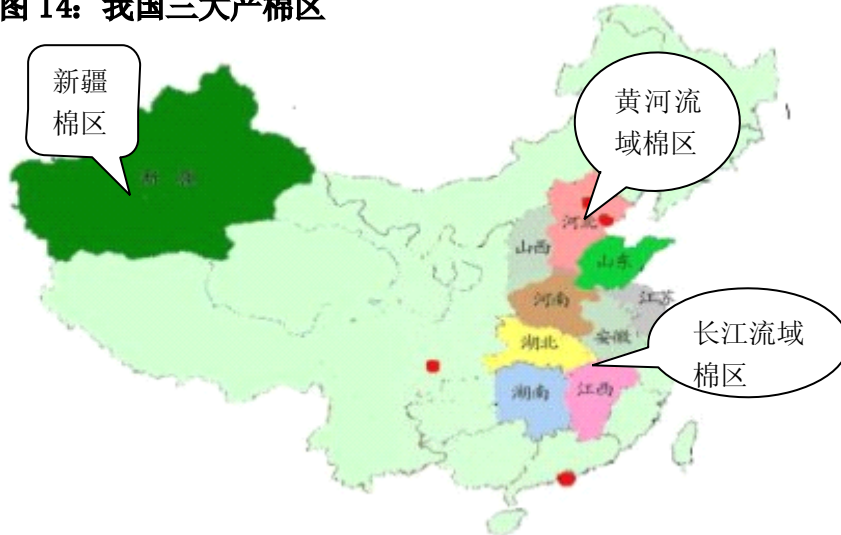 图 14: 我国三大产棉区
新疆
棉区
黄河流
域棉区
新 疆
河北
山西
山东
河南
江苏
安徽
湖北
湖南
江西
长江流域
棉区